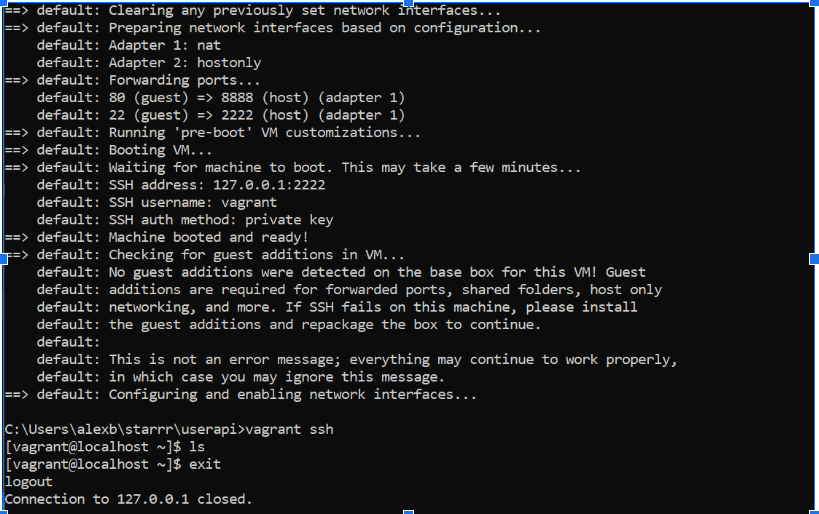 ==> default: Clearing any previously set network interfaces...
==> default: Preparing network interfaces based on configuration...
    default: Adapter 1: nat
    default: Adapter 2: hostonly
==> default: Forwarding ports...
    default: 80 (guest) => 8888 (host) (adapter 1)
    default: 22 (guest) => 2222 (host) (adapter 1)
==> default: Running 'pre-boot' VM customizations...
==> default: Booting VM...
==> default: Waiting for machine to boot. This may take a few minutes...
    default: SSH address: 127.0.0.1:2222
    default: SSH username: vagrant
    default: SSH auth method: private key
==> default: Machine booted and ready!
==> default: Checking for guest additions in VM...
    default: No guest additions were detected on the base box for this VM! Guest
    default: additions are required for forwarded ports, shared folders, host only
    default: networking, and more. If SSH fails on this machine, please install
    default: the guest additions and repackage the box to continue.
    default:
    default: This is not an error message; everything may continue to work properly,
    default: in which case you may ignore this message.
==> default: Configuring and enabling network interfaces...

C:\Users\alexb\starrr\userapi>vagrant ssh
[vagrant@localhost ~]$ ls
[vagrant@localhost ~]$ exit
logout
Connection to 127.0.0.1 closed.